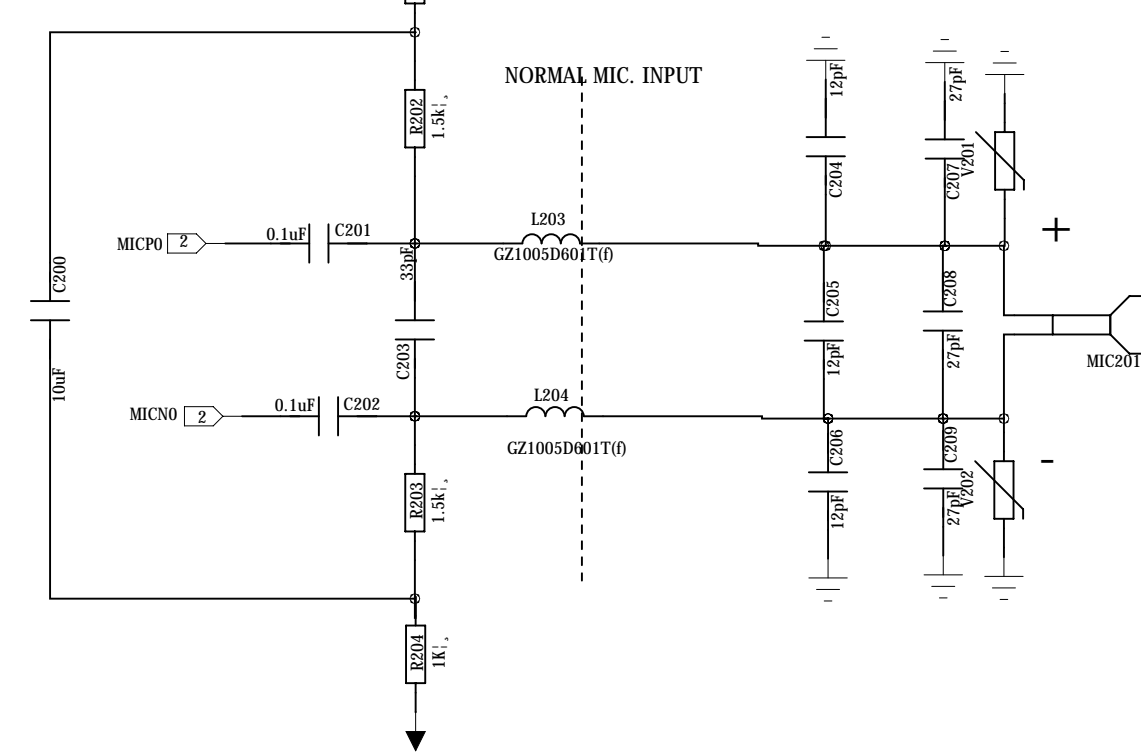 NORMAL MIC. INPUT
12pF
27pF
R202
1.5k¦¸
C204
C207
V201
L203
MICP0
2
0.1uF
C201
GZ1005D601T(f)
+
33pF
C200
C205
C208
C203
12pF
27pF
MIC201
10uF
L204
MICN0
2
0.1uF
C202
GZ1005D601T(f)
C206
C209
-
R203
1.5k¦¸
12pF
27pF
V202
R204
1K¦¸